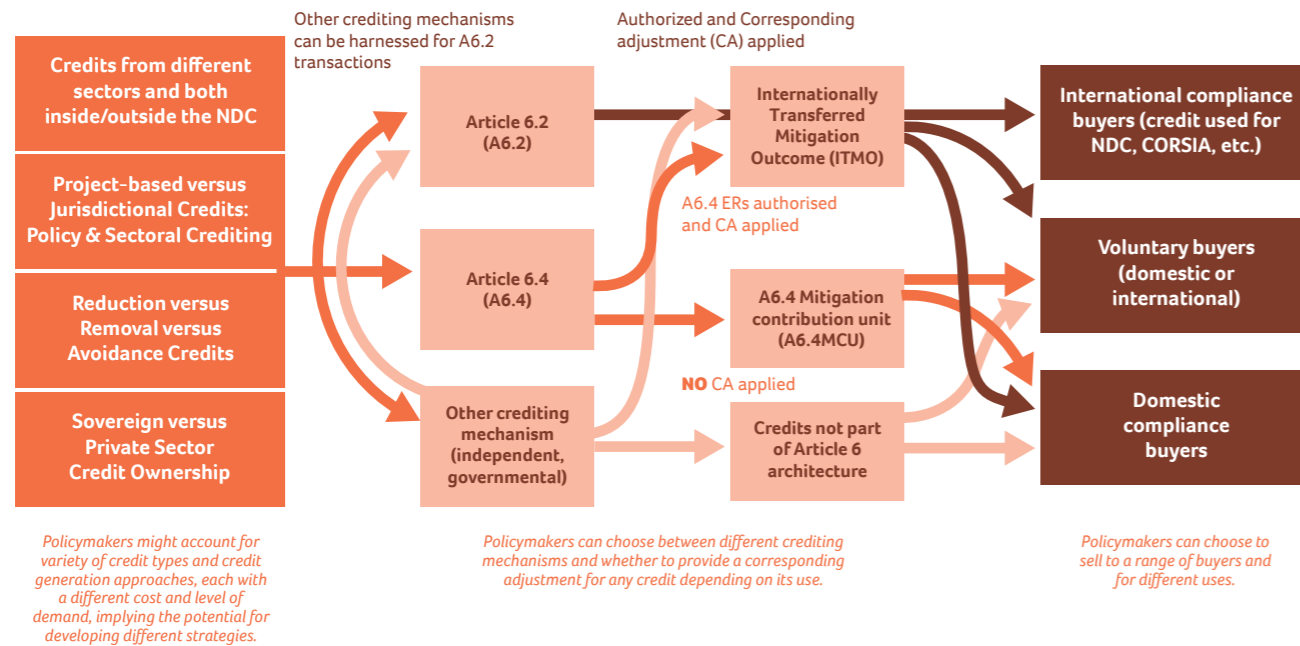 Other crediting mechanisms
can be harnessed for A6.2
transactions
Authorized and Corresponding
adjustment (CA) applied
Credits from different
sectors and both
inside/outside the NDC
Project-based versus
Jurisdictional Credits:
Policy & Sectoral Crediting
Reduction versus
Removal versus
Avoidance Credits
Sovereign versus
Private Sector
Credit Ownership
Article 6.2
(A6.2)
Article 6.4
(A6.4)
Other crediting
mechanism
(independent,
governmental)
Internationally
Transferred
Mitigation
Outcome (ITMO)
A6.4 ERs authorised
and CA applied
A6.4 Mitigation
contribution unit
(A6.4MCU)
NO CA applied
Credits not part
of Article 6
architecture
International compliance
buyers (credit used for
NDC, CORSIA, etc.)
Voluntary buyers
(domestic or
international)
Domestic
compliance
buyers
Policymakers might account for
variety of credit types and credit
generation approaches, each with
a different cost and level of
demand, implying the potential for
developing different strategies.
Policymakers can choose between different crediting
mechanisms and whether to provide a corresponding
adjustment for any credit depending on its use.
Policymakers can choose to
sell to a range of buyers and
for different uses.